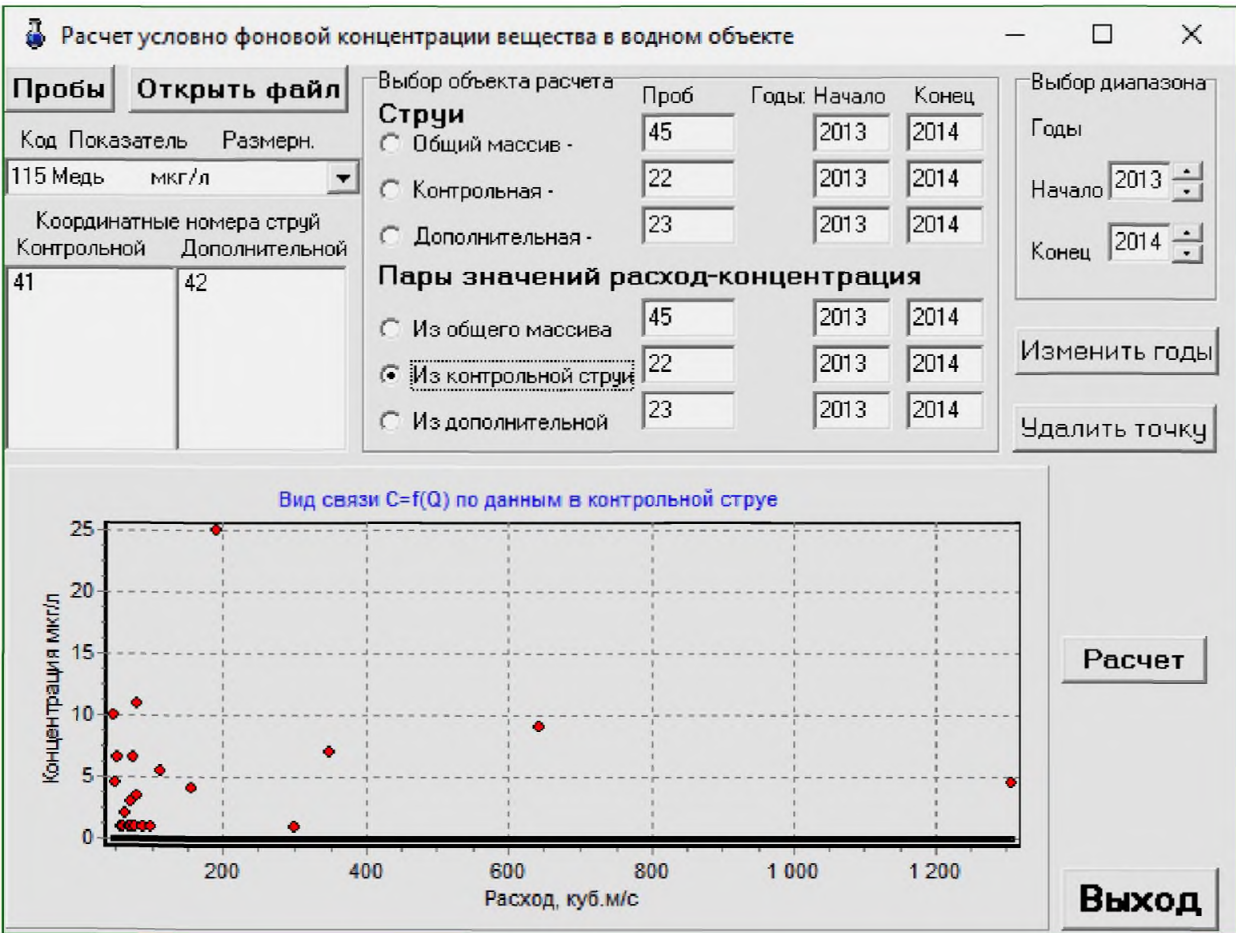 Расчет условно фоновой концентрации вещества в водном объекте
Пробы Открыть файл
Код Показатель Размерн.
115 Медь мкг/л
Координатные номера струй
Контрольной Дополнительной
41 42
Выбор объекта расчета
Проб Годы: Начало Конец
Струи
Общий массив - 45 2013 2014
Контрольная - 22 2013 2014
Дополнительная - 23 2013 2014
Пары значений расход-концентрация
Из общего массива 45 2013 2014
Из контрольной струи 22 2013 2014
Из дополнительной 23 2013 2014
Выбор диапазона
Годы
Начало 2013
Конец 2014
Изменить годы
Удалить точку
Вид связи C=f(Q) по данным в контрольной струе
Концентрация мкг/л
25
20
15
10
5
0
200 400 600 800 1 000 1 200
Расход, куб.м/с
Расчет
Выход